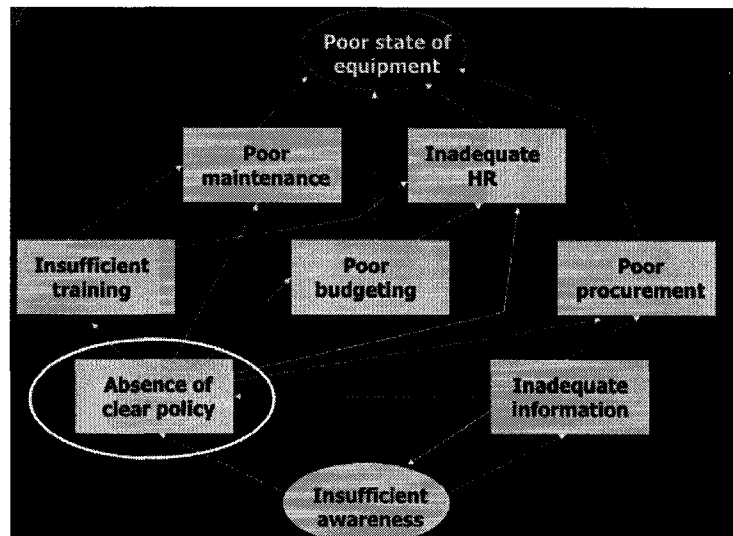 Poor state of
equipment
Poor
maintenance
Inadequate
HR
Insufficient
training
Poor
budgeting
Poor
procurement
Absence of
clear policy
Inadequate
information
Insufficient
awareness